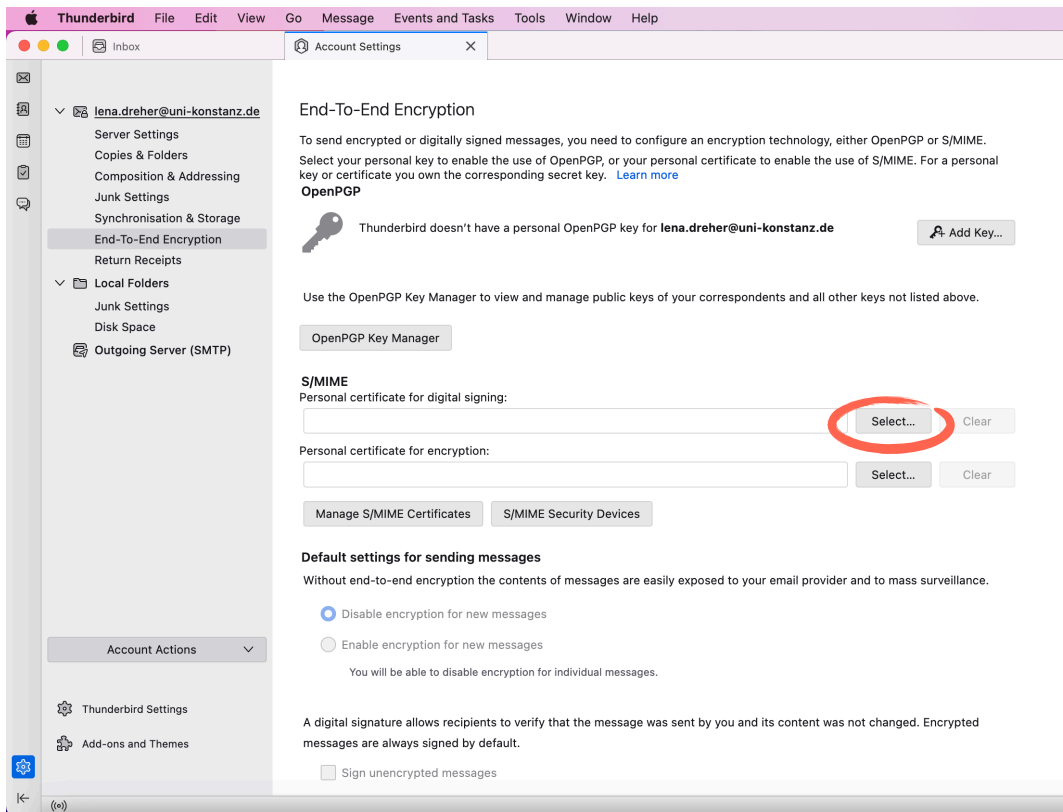 Thunderbird File Edit View Go Message Events and Tasks Tools Window Help
Inbox
Account Settings
lena.dreher@uni-konstanz.de
Server Settings
Copies & Folders
Composition & Addressing
Junk Settings
Synchronisation & Storage
End-To-End Encryption
Return Receipts
Local Folders
Junk Settings
Disk Space
Outgoing Server (SMTP)
Account Actions
Thunderbird Settings
Add-ons and Themes
End-To-End Encryption
To send encrypted or digitally signed messages, you need to configure an encryption technology, either OpenPGP or S/MIME.
Select your personal key to enable the use of OpenPGP, or your personal certificate to enable the use of S/MIME. For a personal
key or certificate you own the corresponding secret key. Learn more
OpenPGP
Thunderbird doesn't have a personal OpenPGP key for lena.dreher@uni-konstanz.de
Add Key...
Use the OpenPGP Key Manager to view and manage public keys of your correspondents and all other keys not listed above.
OpenPGP Key Manager
S/MIME
Personal certificate for digital signing:
Select... Clear
Personal certificate for encryption:
Select... Clear
Manage S/MIME Certificates S/MIME Security Devices
Default settings for sending messages
Without end-to-end encryption the contents of messages are easily exposed to your email provider and to mass surveillance.
Disable encryption for new messages
Enable encryption for new messages
You will be able to disable encryption for individual messages.
A digital signature allows recipients to verify that the message was sent by you and its content was not changed. Encrypted
messages are always signed by default.
Sign unencrypted messages